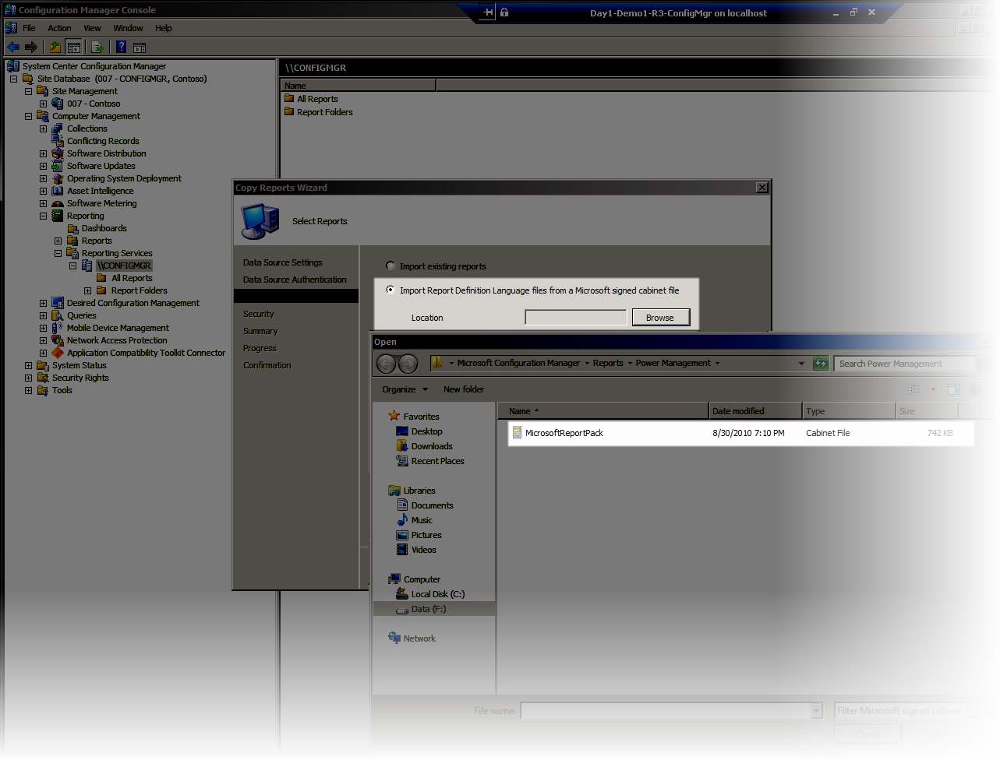 Configuration Manager Console
Day1-Demo1-R3-ConfigMgr on localhost
File Action View Window Help
System Center Configuration Manager
Site Database (007 - CONFIGMGR, Contoso)
Site Management
007 - Contoso
Computer Management
Collections
Conflicting Records
Software Distribution
Software Updates
Operating System Deployment
Asset Intelligence
Software Metering
Reporting
Dashboards
Reports
Reporting Services
\\CONFIGMGR
All Reports
Report Folders
Desired Configuration Management
Queries
Mobile Device Management
Network Access Protection
Application Compatibility Toolkit Connector
System Status
Security Rights
Tools
\\CONFIGMGR
Name
All Reports
Report Folders
Copy Reports Wizard
Select Reports
Data Source Settings
Data Source Authentication
Security
Summary
Progress
Confirmation
Import existing reports
Import Report Definition Language files from a Microsoft signed cabinet file
Location Browse
Open
Microsoft Configuration Manager Reports Power Management Search Power Management
Organize New folder
Favorites
Desktop
Downloads
Recent Places
Libraries
Documents
Music
Pictures
Videos
Computer
Local Disk (C:)
Data (F:)
Network
Name Date modified Type Size
MicrosoftReportPack 8/30/2010 7:10 PM Cabinet File 742 KB
File name: Filter Microsoft signed cabinet